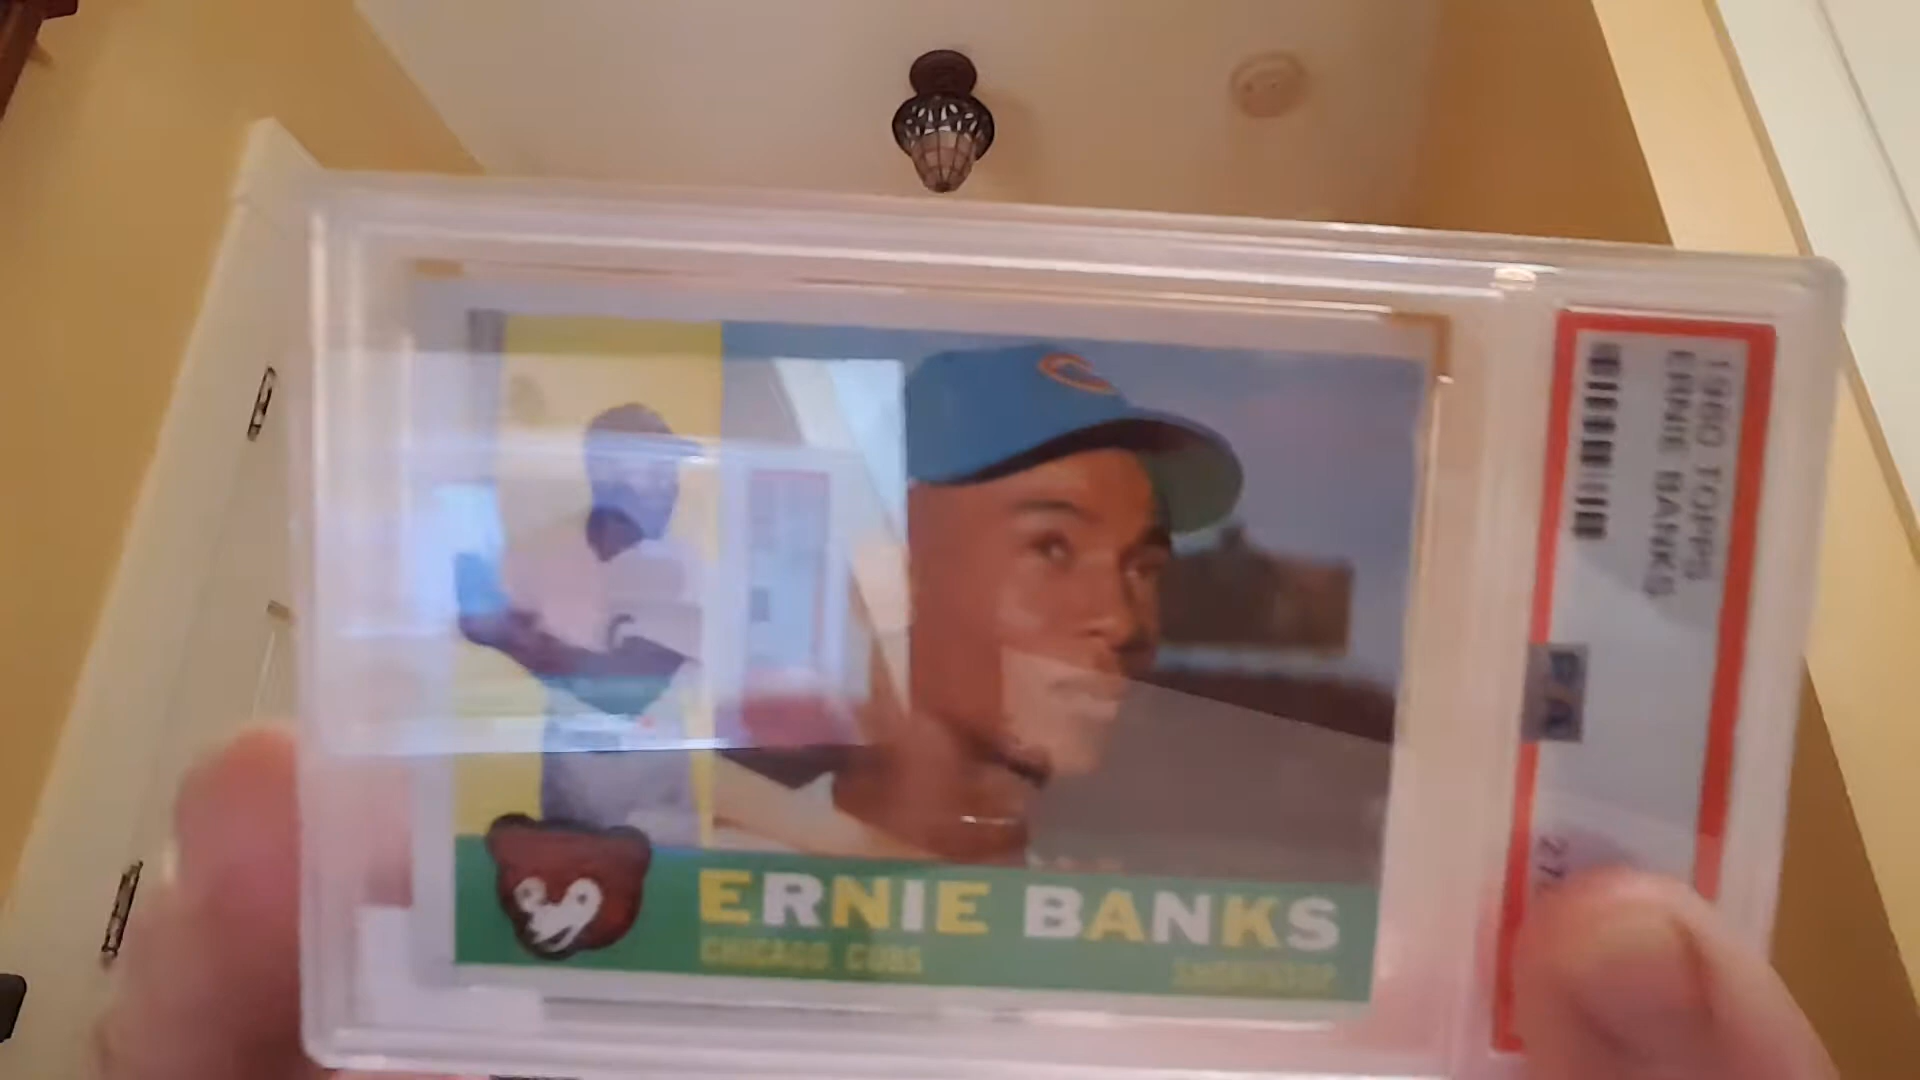 ERNIE BANKS
CHICAGO CUBS
SHORTSTOP
1960 TOPPS
ERNIE BANKS